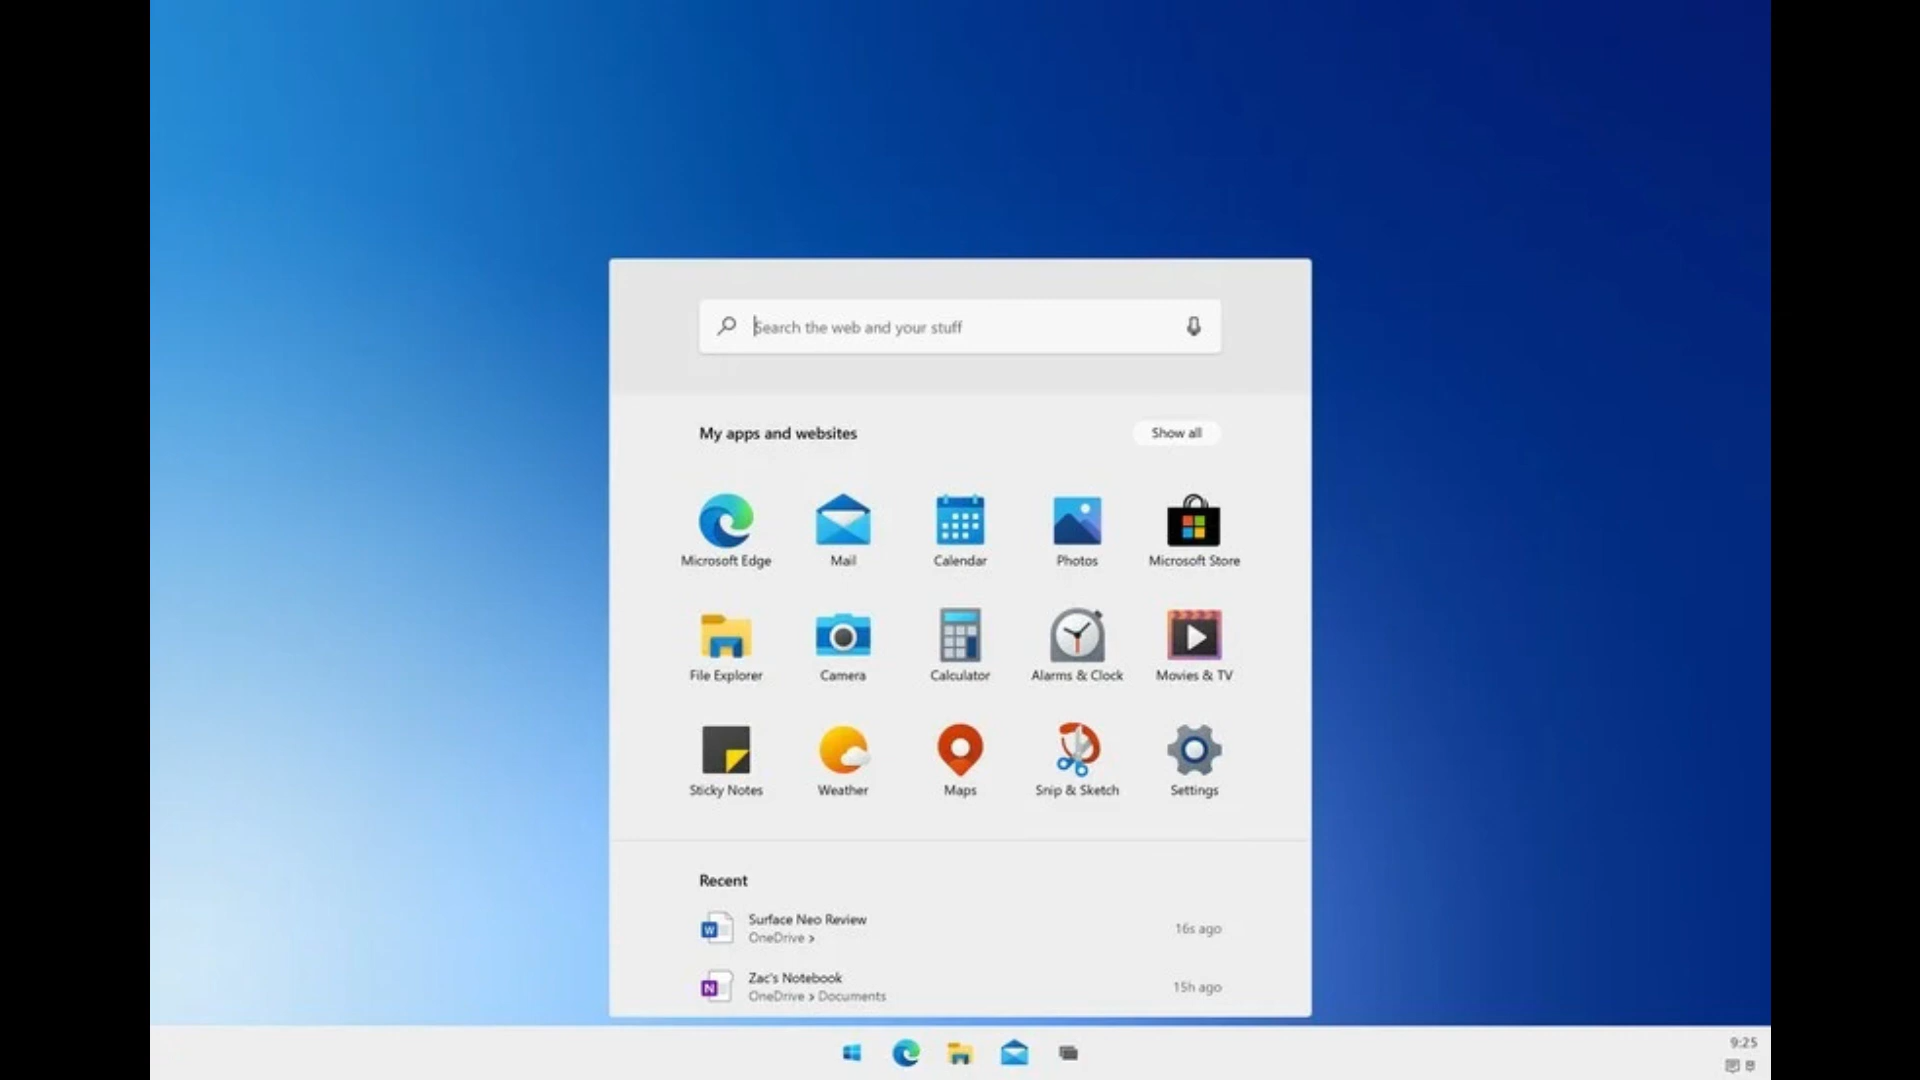 Search the web and your stuff
My apps and websites
Show all
Microsoft Edge
Mail
Calendar
Photos
Microsoft Store
File Explorer
Camera
Calculator
Alarms & Clock
Movies & TV
Sticky Notes
Weather
Maps
Snip & Sketch
Settings
Recent
W
Surface Neo Review
OneDrive >
16s ago
N
Zac's Notebook
OneDrive > Documents
15h ago
9:25